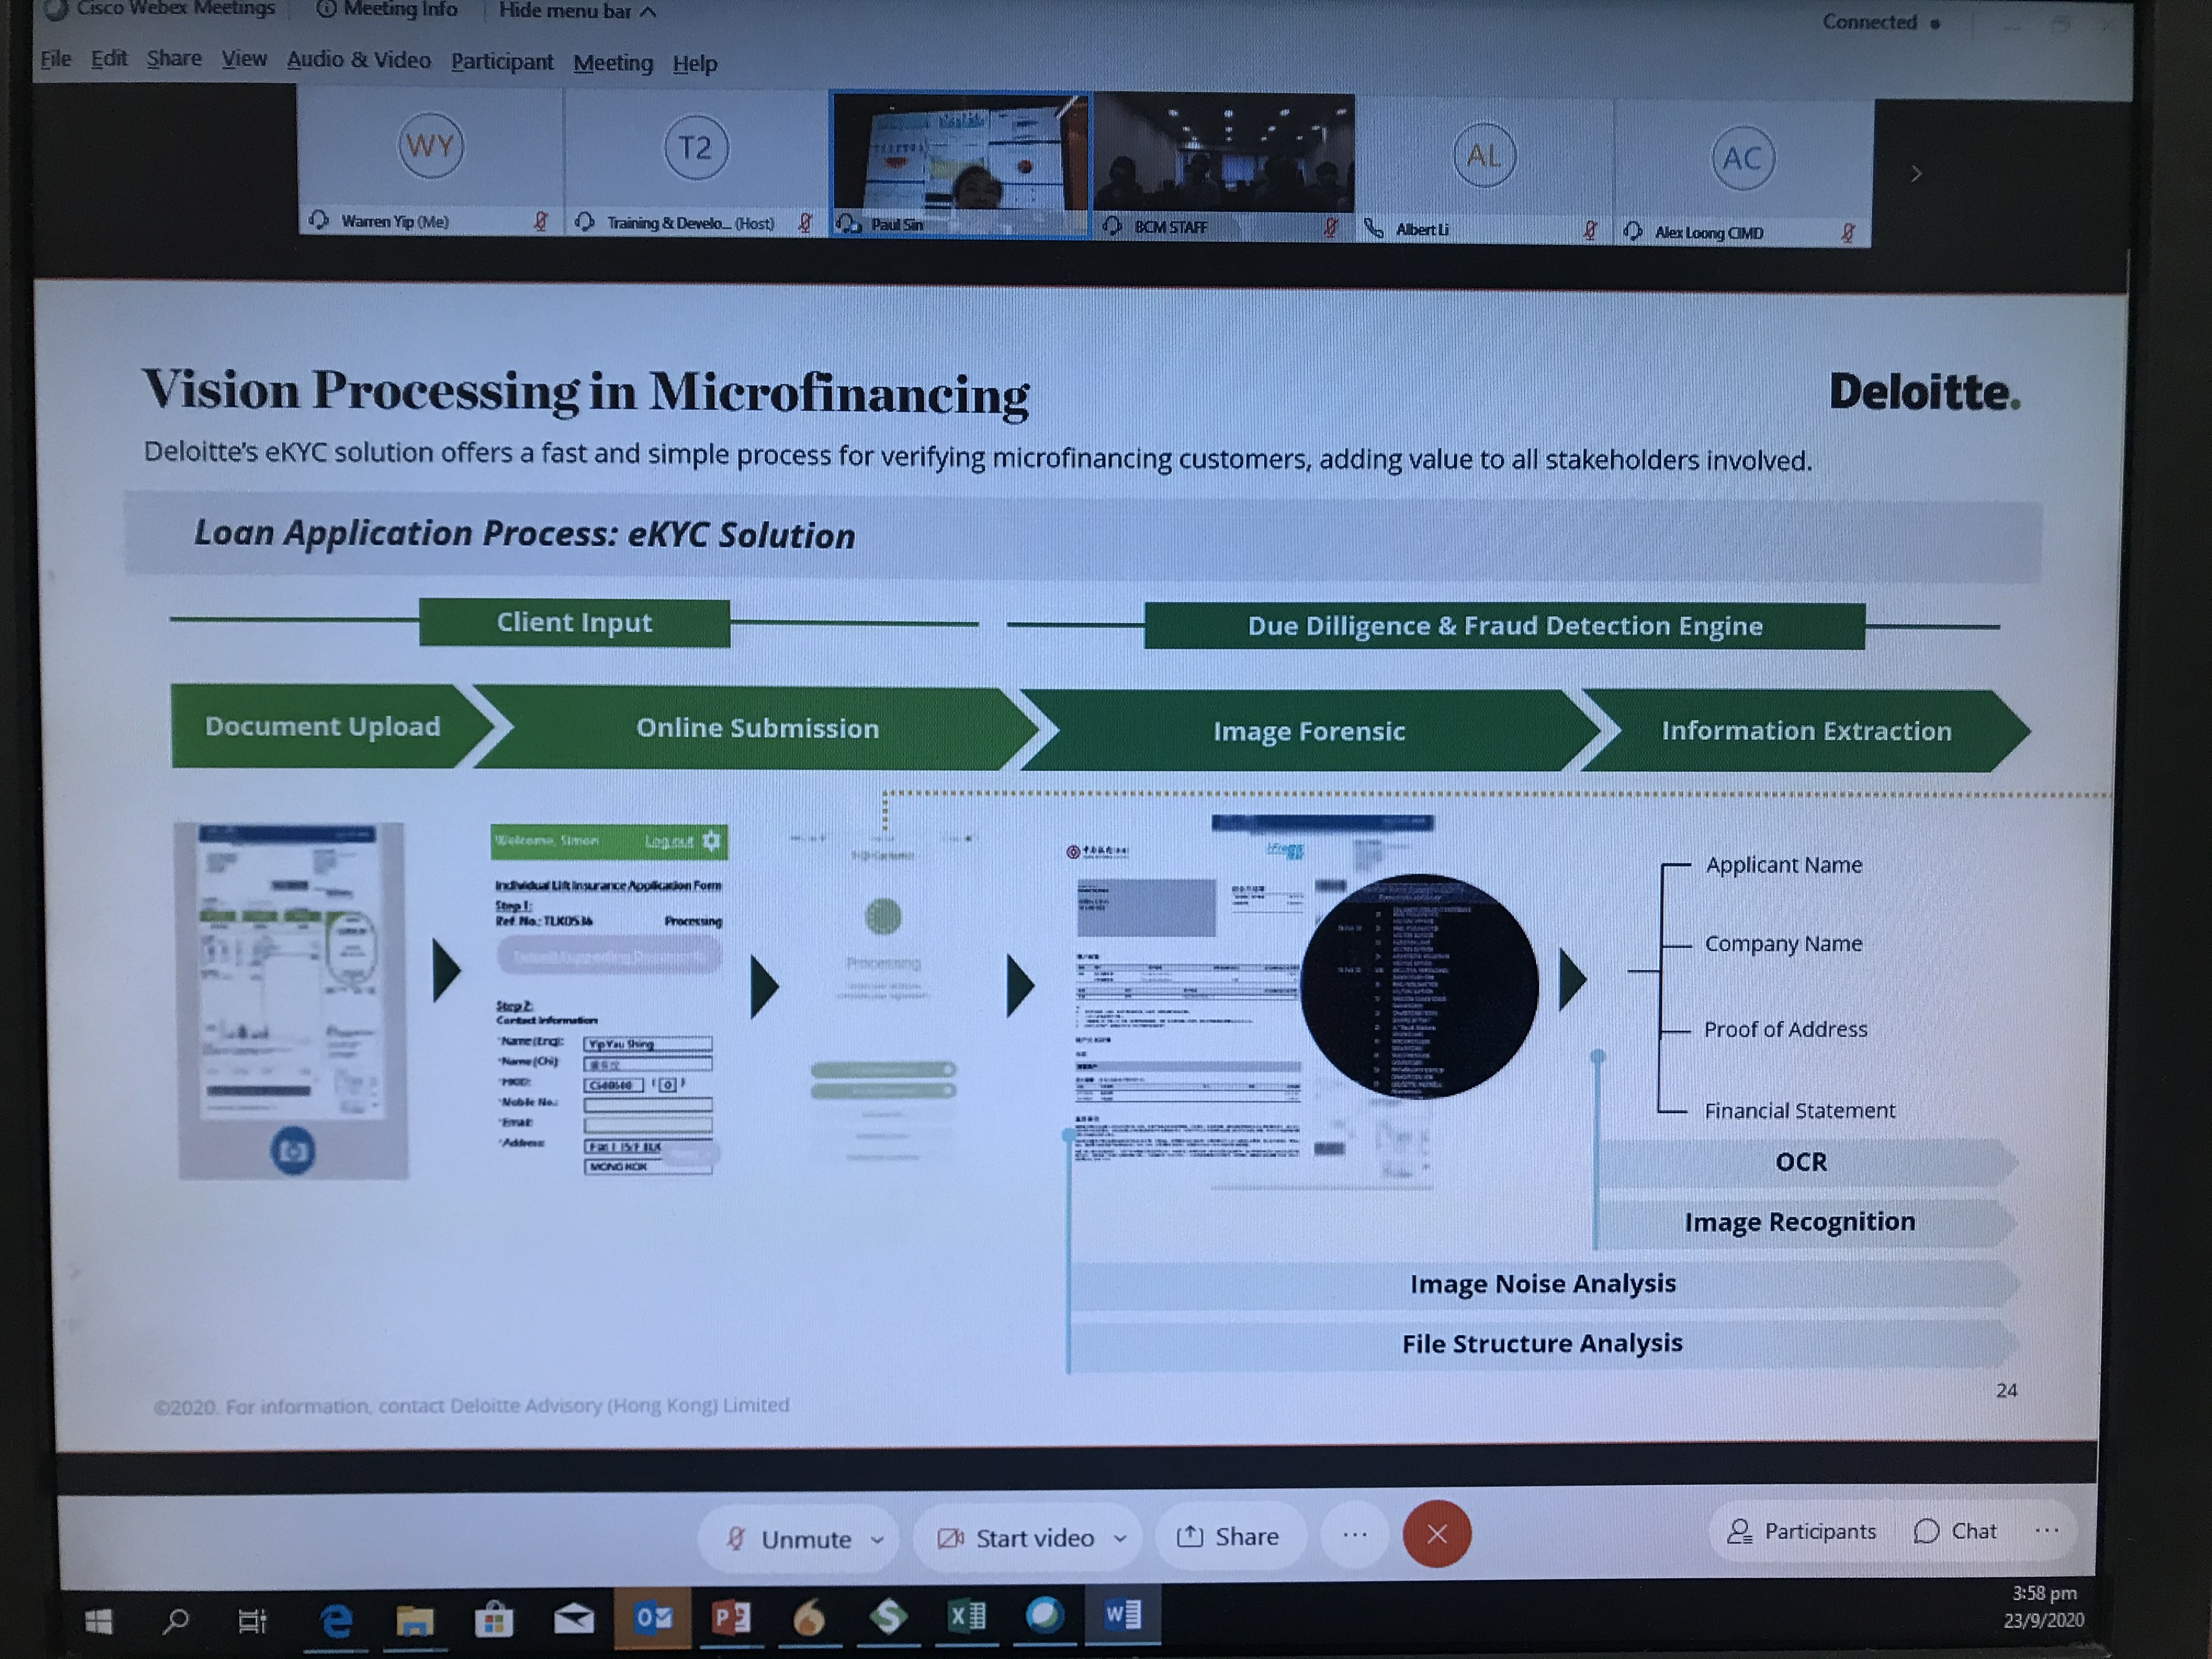 Cisco Webex Meetings
Meeting Info
Hide menu bar
Connected
File Edit Share View Audio & Video Participant Meeting Help
WY
T2
AL
AC
Warren Yip (Me)
Training & Develo... (Host)
Paul Sin
BCM STAFF
Albert Li
Alex Loong CIMD
Vision Processing in Microfinancing
Deloitte.
Deloitte's eKYC solution offers a fast and simple process for verifying microfinancing customers, adding value to all stakeholders involved.
Loan Application Process: eKYC Solution
Client Input
Due Dilligence & Fraud Detection Engine
Document Upload
Online Submission
Image Forensic
Information Extraction
Welcome, Simon
Log out
Individual Life Insurance Application Form
Step 1:
Ref. No.: TLK0536
Processing
Step 2:
Contact Information
*Name (Eng):
Yip Yau Shing
*Name (Chi):
*Mobile No.:
*Email:
*Address:
MONG KOK
Processing
Applicant Name
Company Name
Proof of Address
Financial Statement
OCR
Image Recognition
Image Noise Analysis
File Structure Analysis
24
©2020. For information, contact Deloitte Advisory (Hong Kong) Limited
Unmute
Start video
Share
Participants
Chat
3:58 pm
23/9/2020